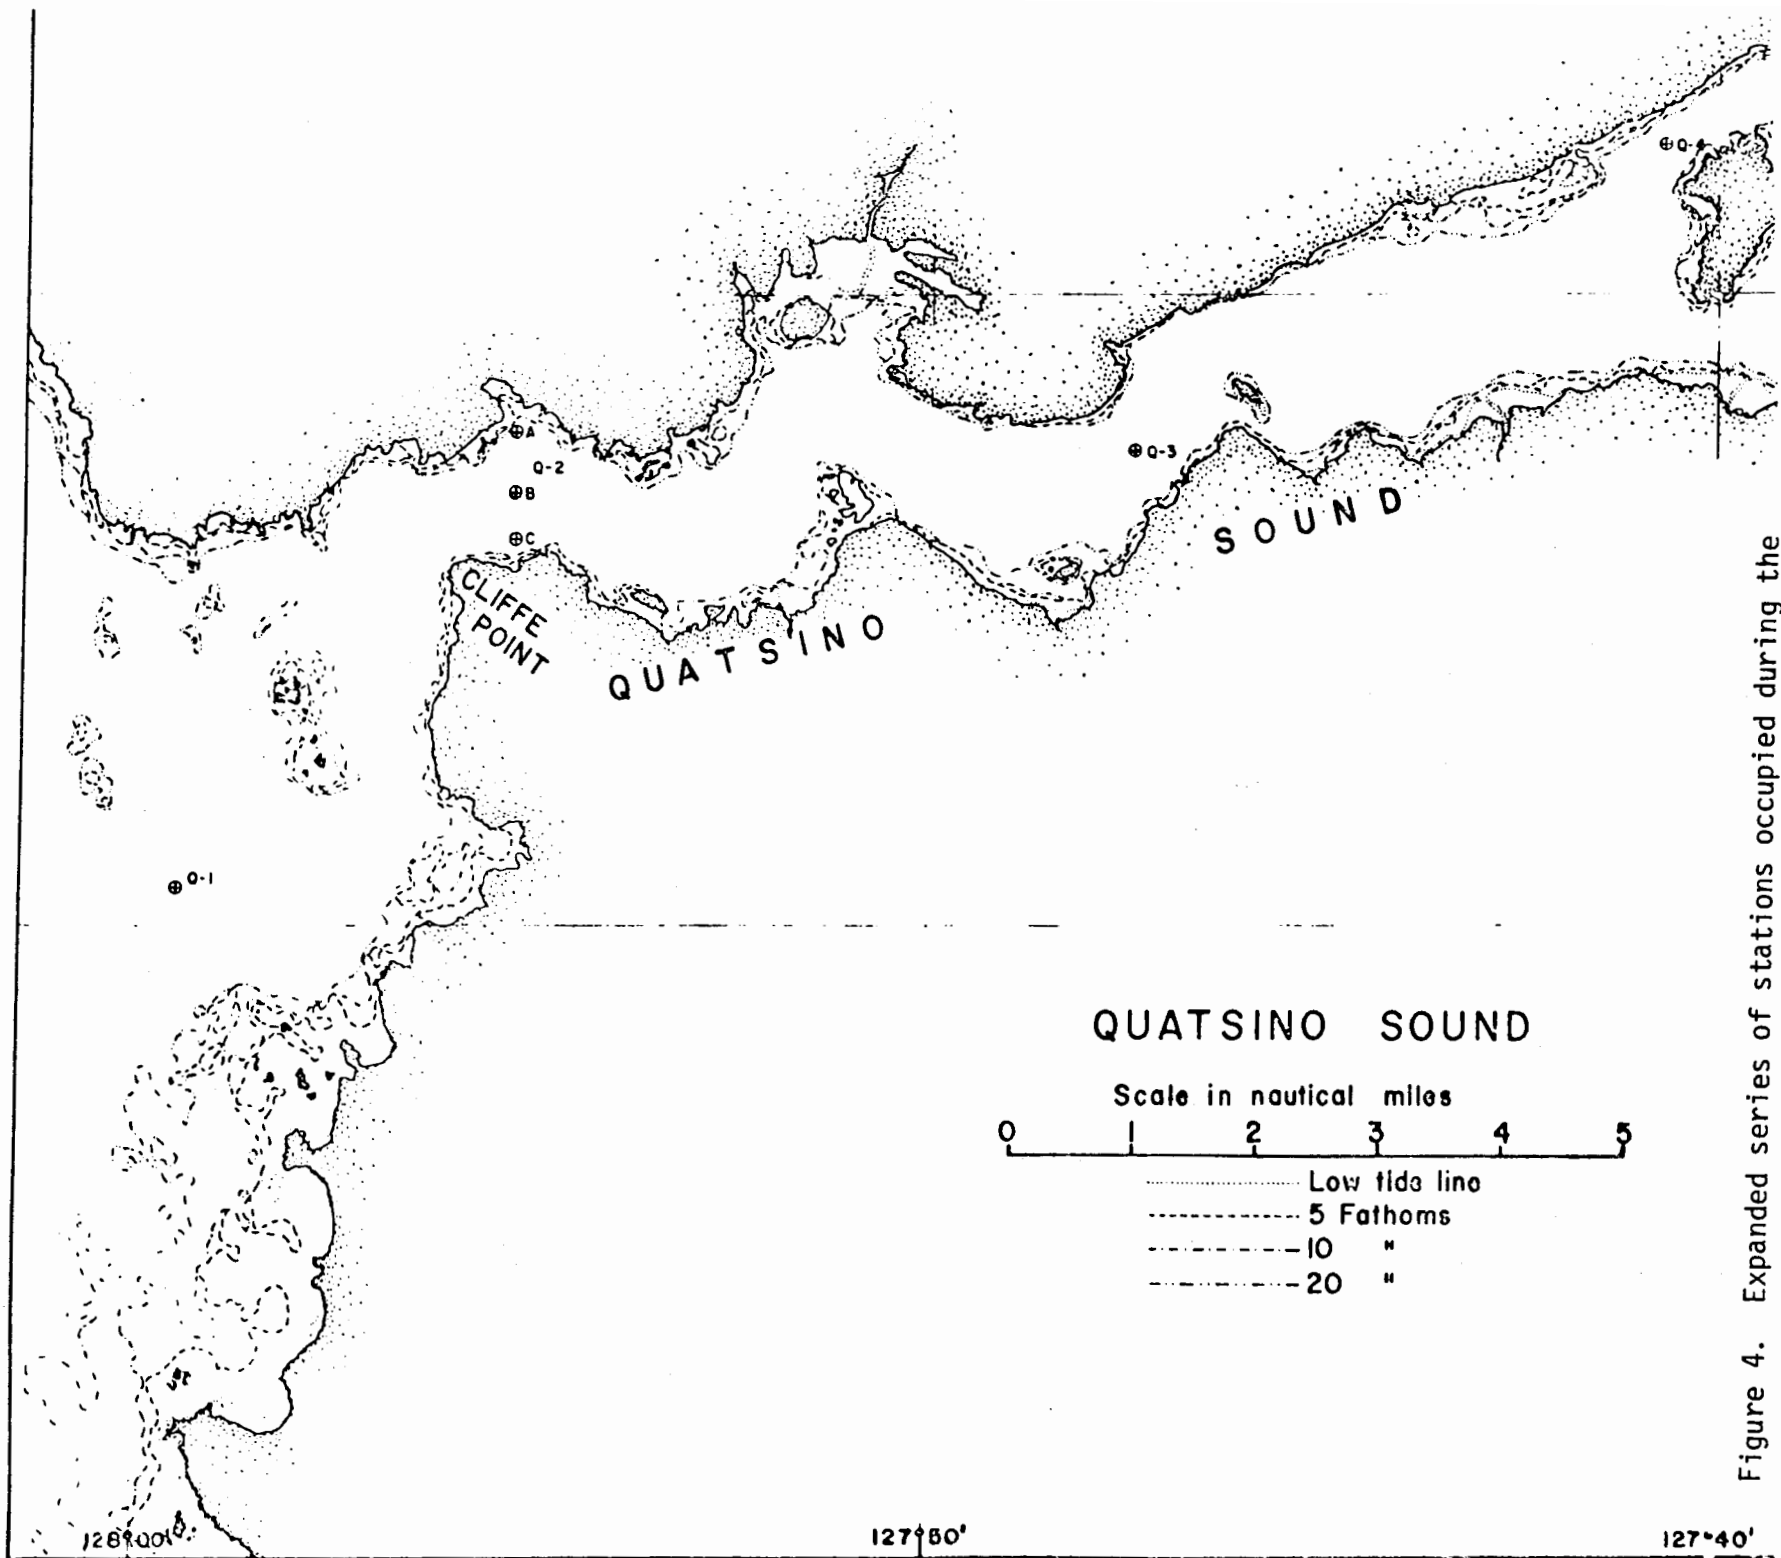 Q-4
A
Q-2
B
C
Q-3
CLIFFE
POINT
QUATSINO
SOUND
Q-1
QUATSINO SOUND
Scale in nautical miles
0 1 2 3 4 5
Low tide line
5 Fathoms
10 "
20 "
128°00'
127°50'
127°40'
Figure 4. Expanded series of stations occupied during the